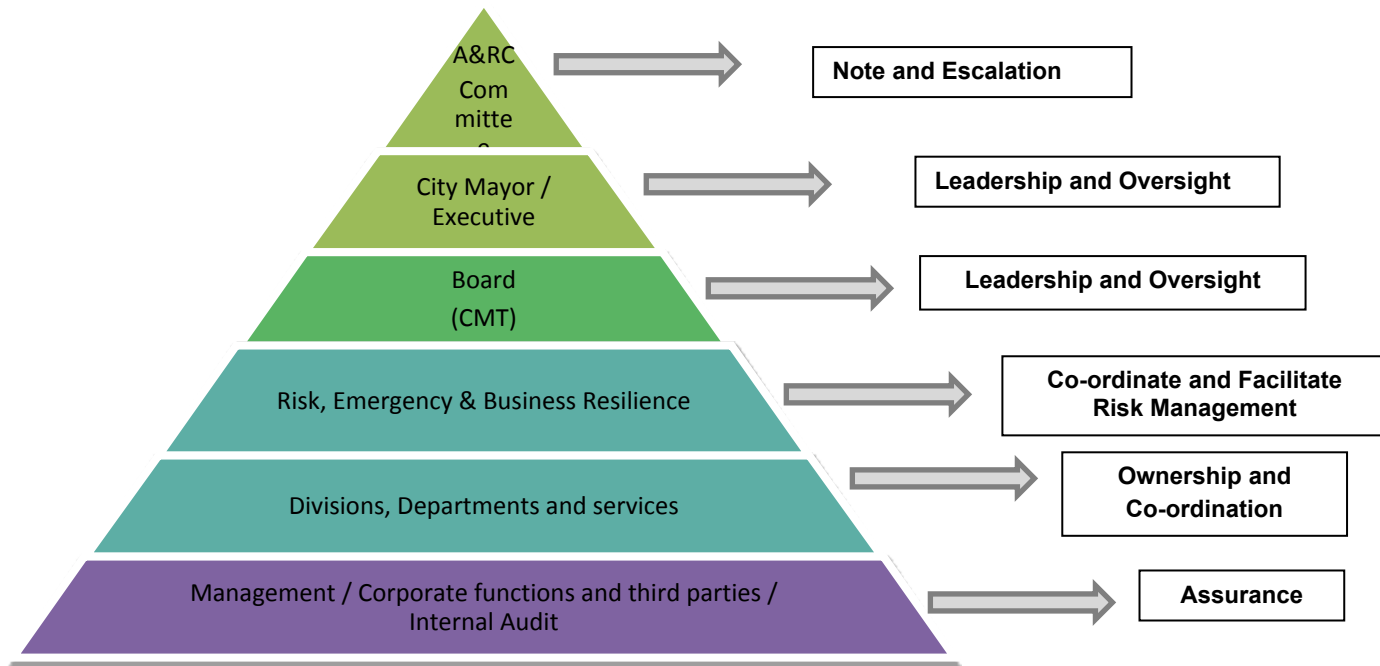 A&RC
Com
mitte
Note and Escalation
City Mayor /
Executive
Leadership and Oversight
Board
(CMT)
Leadership and Oversight
Risk, Emergency & Business Resilience
Co-ordinate and Facilitate
Risk Management
Divisions, Departments and services
Ownership and
Co-ordination
Management / Corporate functions and third parties /
Internal Audit
Assurance